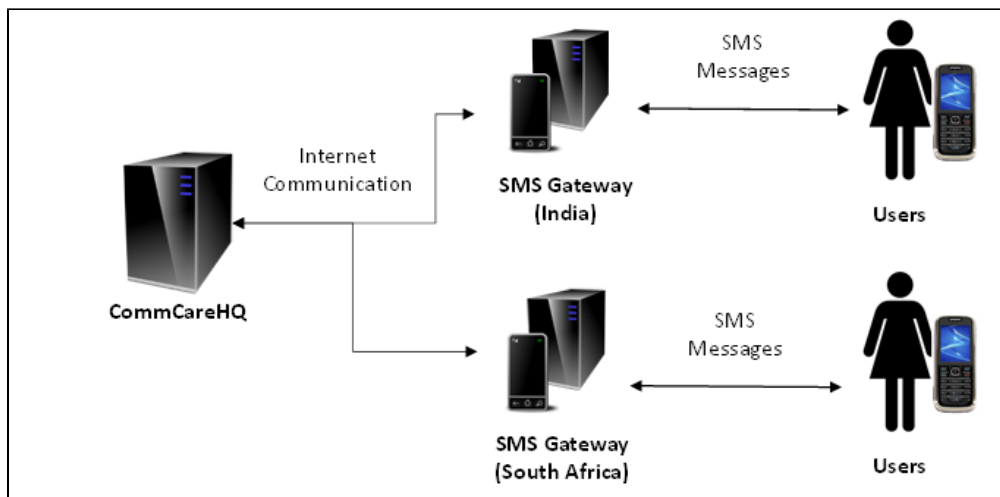 SMS
Messages
Internet
Communication
SMS Gateway
(India)
Users
CommCareHQ
SMS
Messages
SMS Gateway
(South Africa)
Users